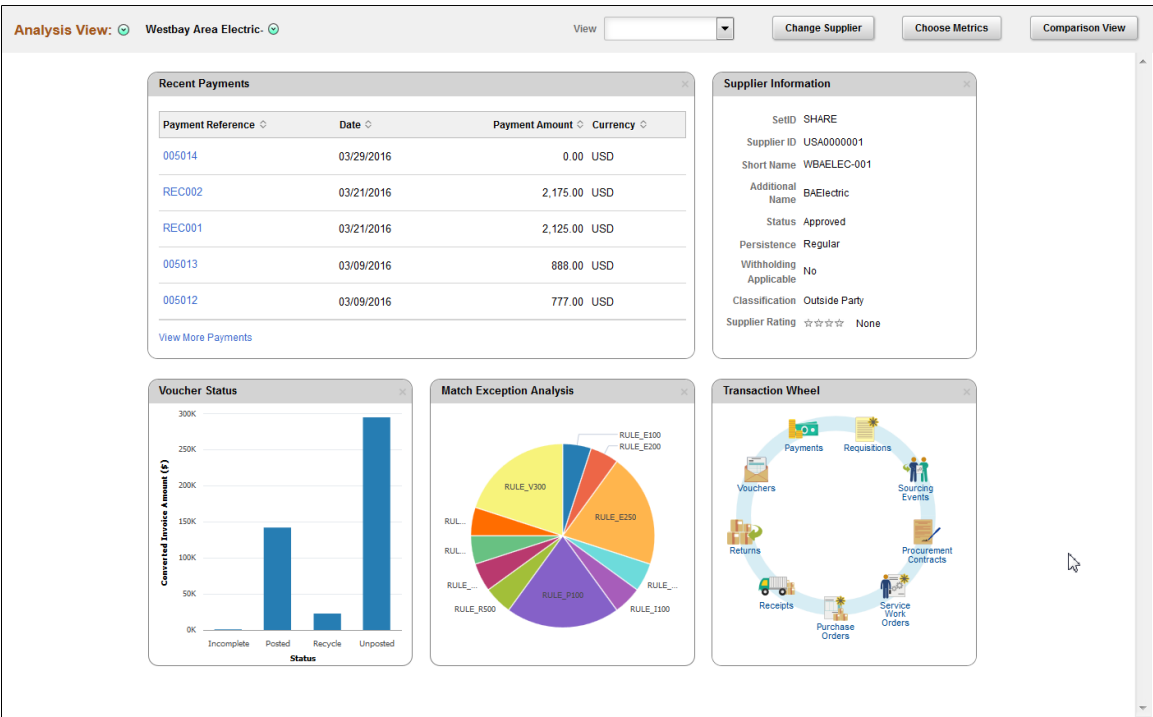 Analysis View: Westbay Area Electric- View Change Supplier Choose Metrics Comparison View
Recent Payments
Payment Reference Date Payment Amount Currency
005014 03/29/2016 0.00 USD
REC002 03/21/2016 2,175.00 USD
REC001 03/21/2016 2,125.00 USD
005013 03/09/2016 888.00 USD
005012 03/09/2016 777.00 USD
View More Payments
Supplier Information
SetID SHARE
Supplier ID USA0000001
Short Name WBAELEC-001
Additional
Name BAElectric
Status Approved
Persistence Regular
Withholding
Applicable No
Classification Outside Party
Supplier Rating None
Voucher Status
300K
250K
200K
150K
100K
50K
0K
Converted Invoice Amount ($)
Incomplete Posted Recycle Unposted
Status
Match Exception Analysis
RULE_E100
RULE_E200
RULE_V300
RULE_E250
RUL...
RUL...
RULE_...
RULE_...
RULE_P100
RULE_R500
RULE_I100
Transaction Wheel
Payments
Requisitions
Vouchers
Sourcing
Events
Returns
Procurement
Contracts
Receipts
Service
Work
Orders
Purchase
Orders